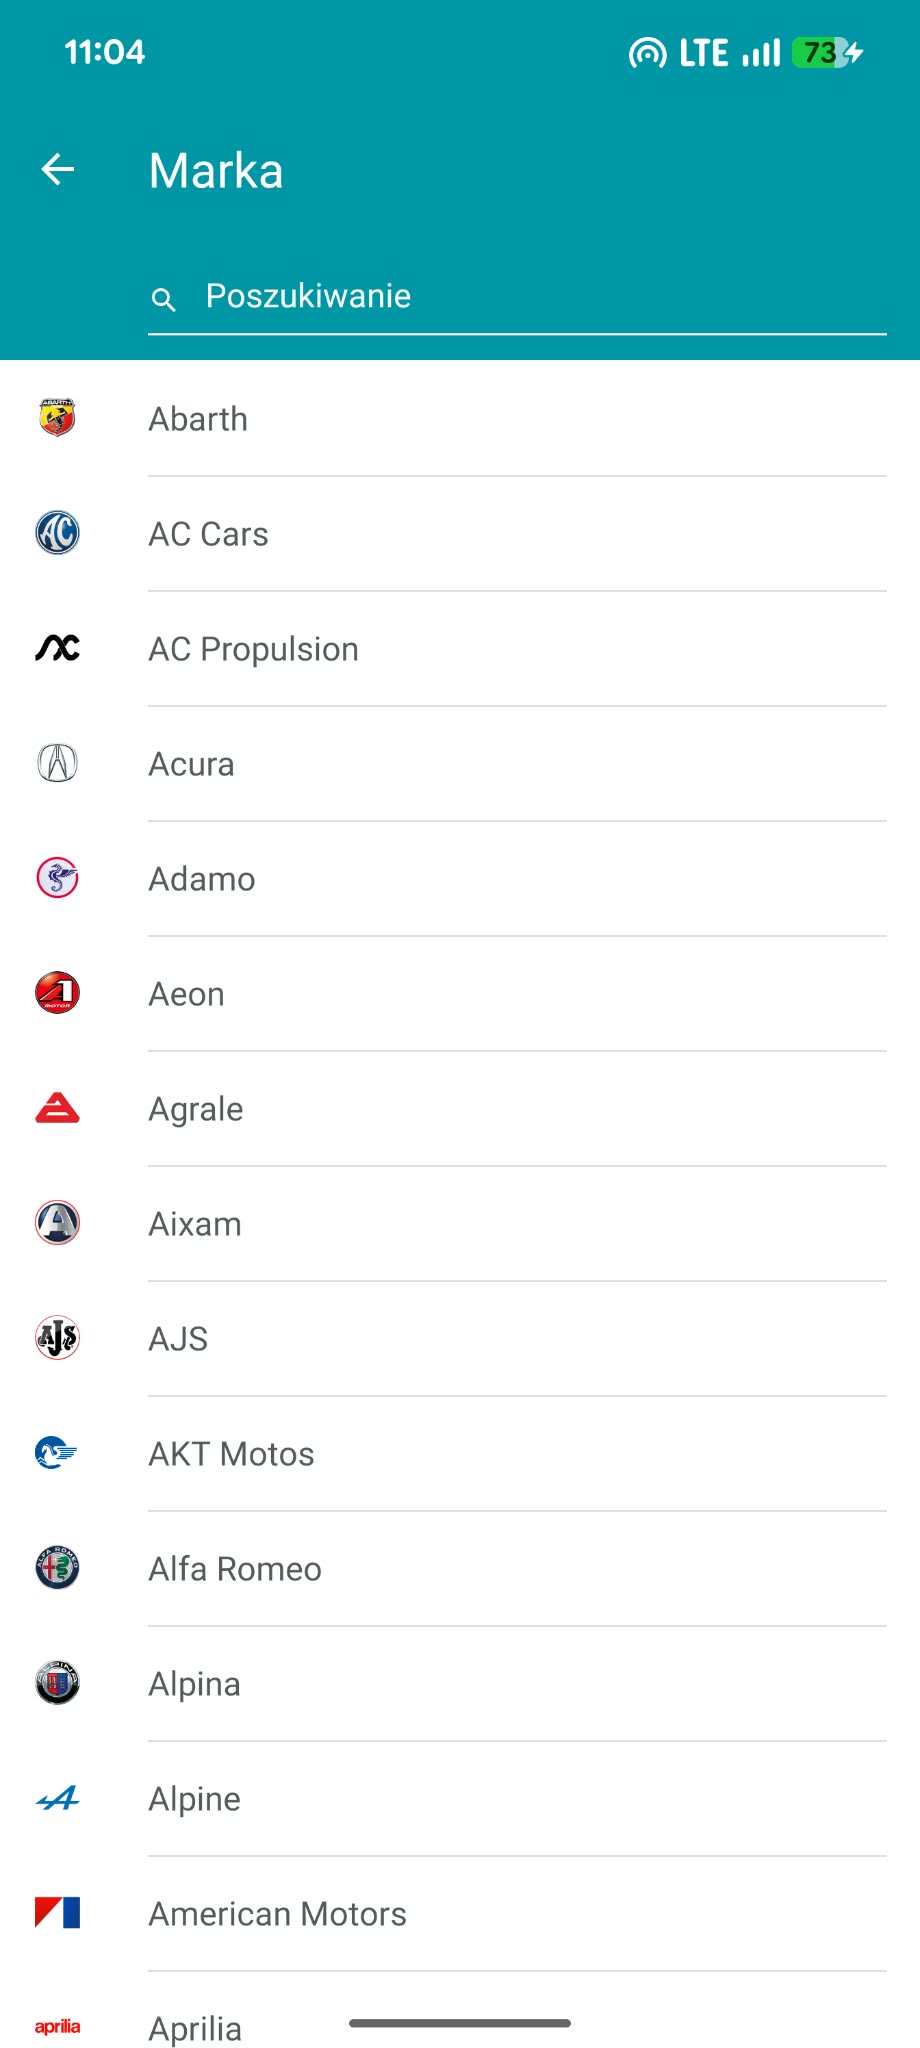 11:04
LTE
73
Marka
Poszukiwanie
Abarth
AC Cars
AC Propulsion
Acura
Adamo
Aeon
Agrale
Aixam
AJS
AKT Motos
Alfa Romeo
Alpina
Alpine
American Motors
aprilia
Aprilia